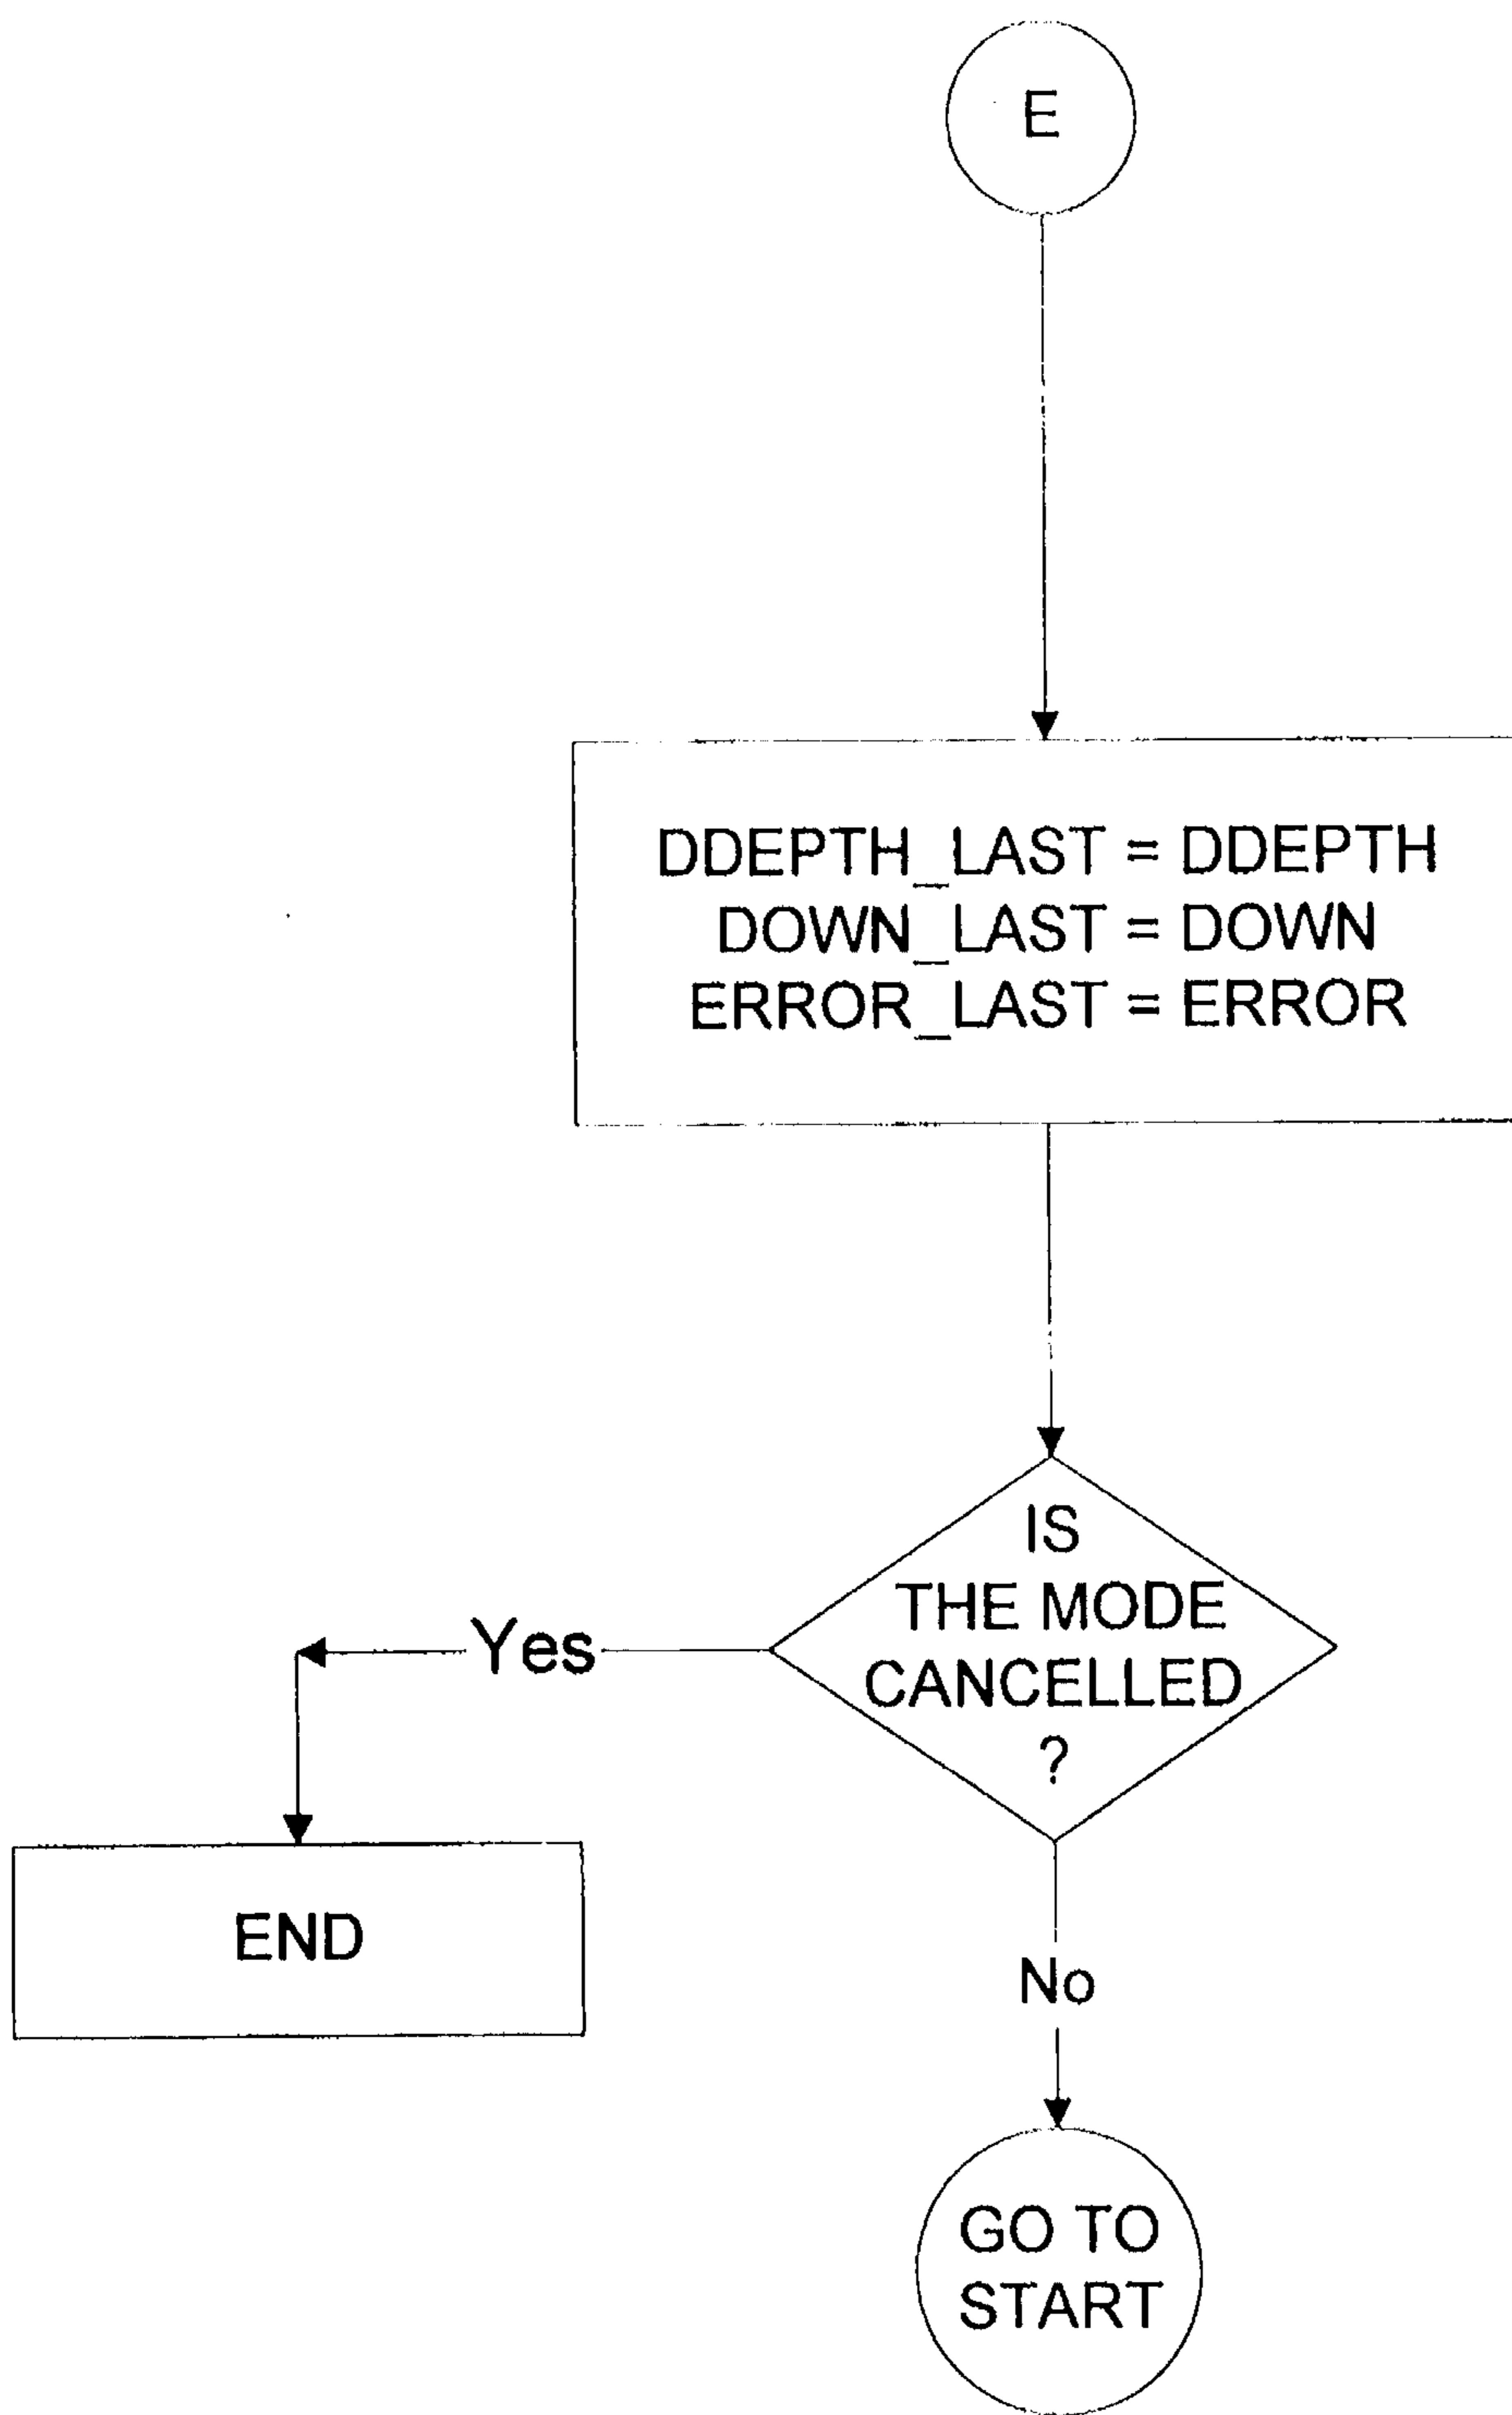 E
DDEPTH_LAST = DDEPTH
DOWN_LAST = DOWN
ERROR_LAST = ERROR
IS
THE MODE
CANCELLED
?
Yes
END
No
GO TO
START